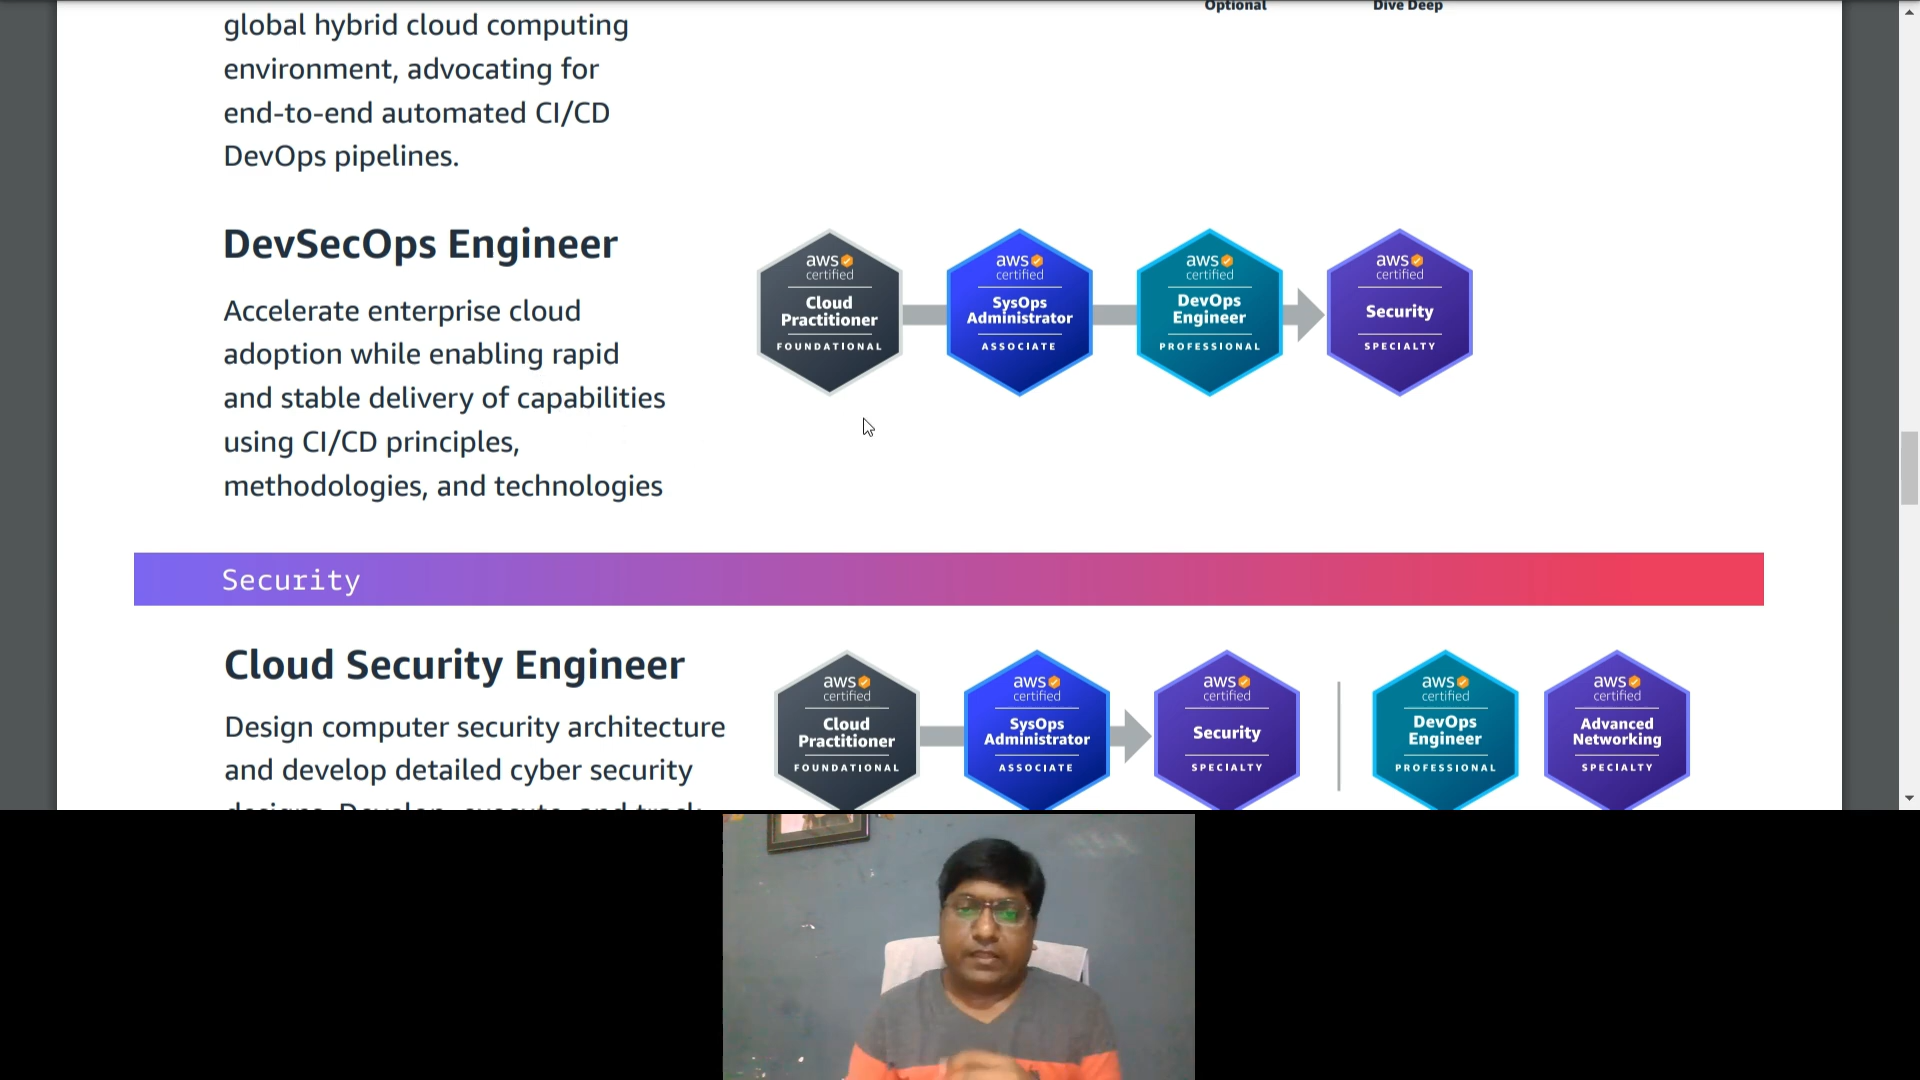 Optional
Dive Deep
global hybrid cloud computing
environment, advocating for
end-to-end automated CI/CD
DevOps pipelines.
DevSecOps Engineer
Accelerate enterprise cloud
adoption while enabling rapid
and stable delivery of capabilities
using CI/CD principles,
methodologies, and technologies
aws
certified
Cloud
Practitioner
FOUNDATIONAL
aws
certified
SysOps
Administrator
ASSOCIATE
aws
certified
DevOps
Engineer
PROFESSIONAL
aws
certified
Security
SPECIALTY
Security
Cloud Security Engineer
Design computer security architecture
and develop detailed cyber security
designs. Develop, execute, and track
aws
certified
Cloud
Practitioner
FOUNDATIONAL
aws
certified
SysOps
Administrator
ASSOCIATE
aws
certified
Security
SPECIALTY
aws
certified
DevOps
Engineer
PROFESSIONAL
aws
certified
Advanced
Networking
SPECIALTY